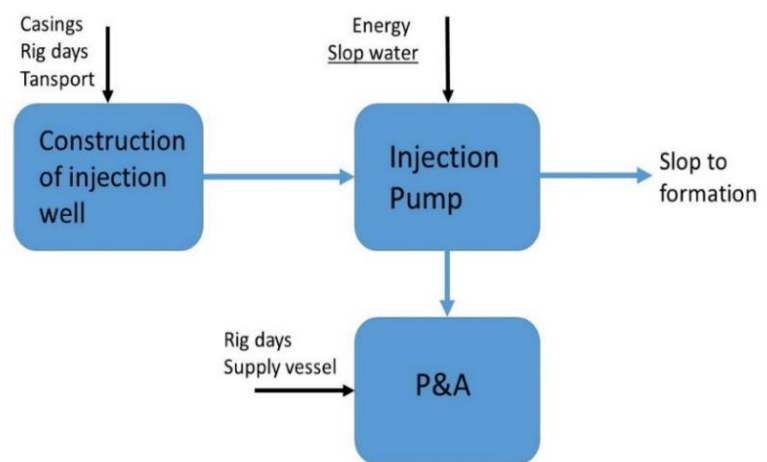 Casings
Rig days
Tansport
Energy
Slop water
Construction
of injection
well
Injection
Pump
Slop to
formation
Rig days
Supply vessel
P&A